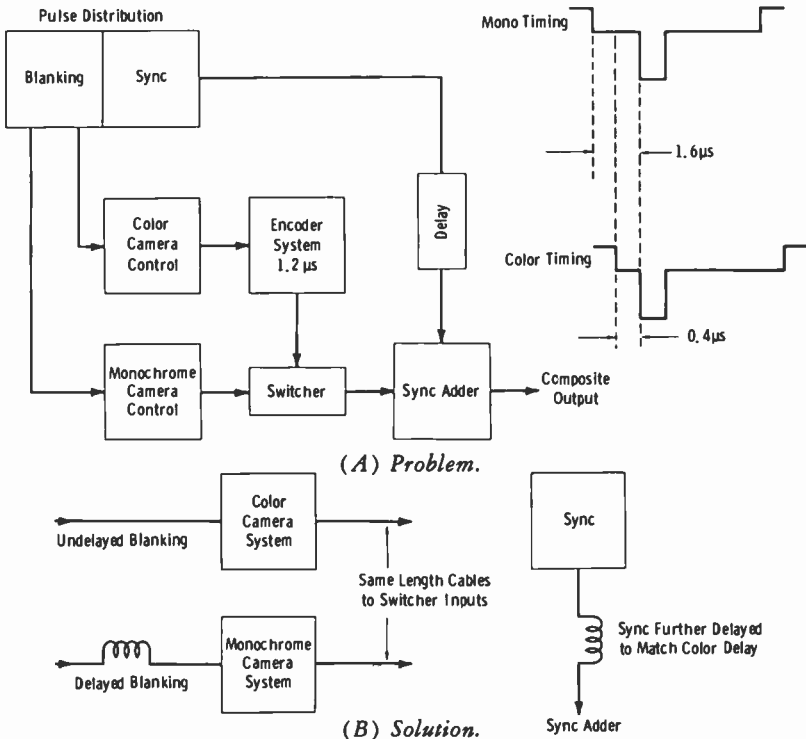 Pulse Distribution
Blanking
Sync
Mono Timing
1.6µs
Color
Camera
Control
Encoder
System
1.2 µs
Delay
Color Timing
0.4µs
Monochrome
Camera
Control
Switcher
Sync Adder
Composite
Output
(A) Problem.
Color
Camera
System
Undelayed Blanking
Same Length Cables
to Switcher Inputs
Sync
Monochrome
Camera
System
Delayed Blanking
Sync Further Delayed
to Match Color Delay
Sync Adder
(B) Solution.